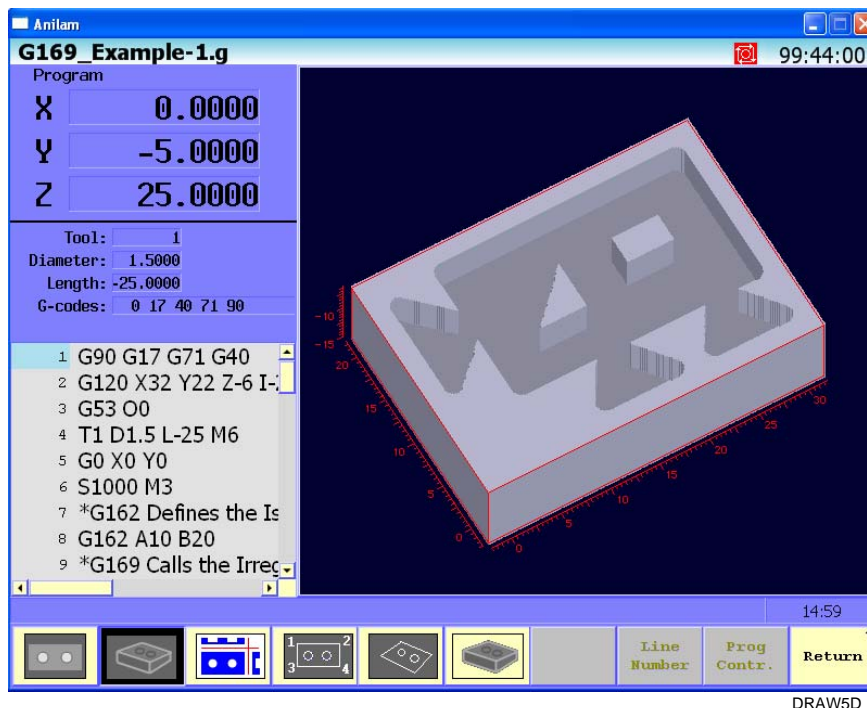 Anilam
G169_Example-1.g 99:44:00
Program
X 0.0000
Y -5.0000
Z 25.0000
Tool: 1
Diameter: 1.5000
Length: -25.0000
G-codes: 0 17 40 71 90
1 G90 G17 G71 G40
2 G120 X32 Y22 Z-6
3 G53 O0
4 T1 D1.5 L-25 M6
5 G0 X0 Y0
6 S1000 M3
7 *G162 Defines the Is
8 G162 A10 B20
9 *G169 Calls the Irreg
-10
-15
20
15
10
5
0
0
5
10
15
20
25
30
14:59
1 2
3 4
Line Number
Prog Contr.
Return
DRAW5D